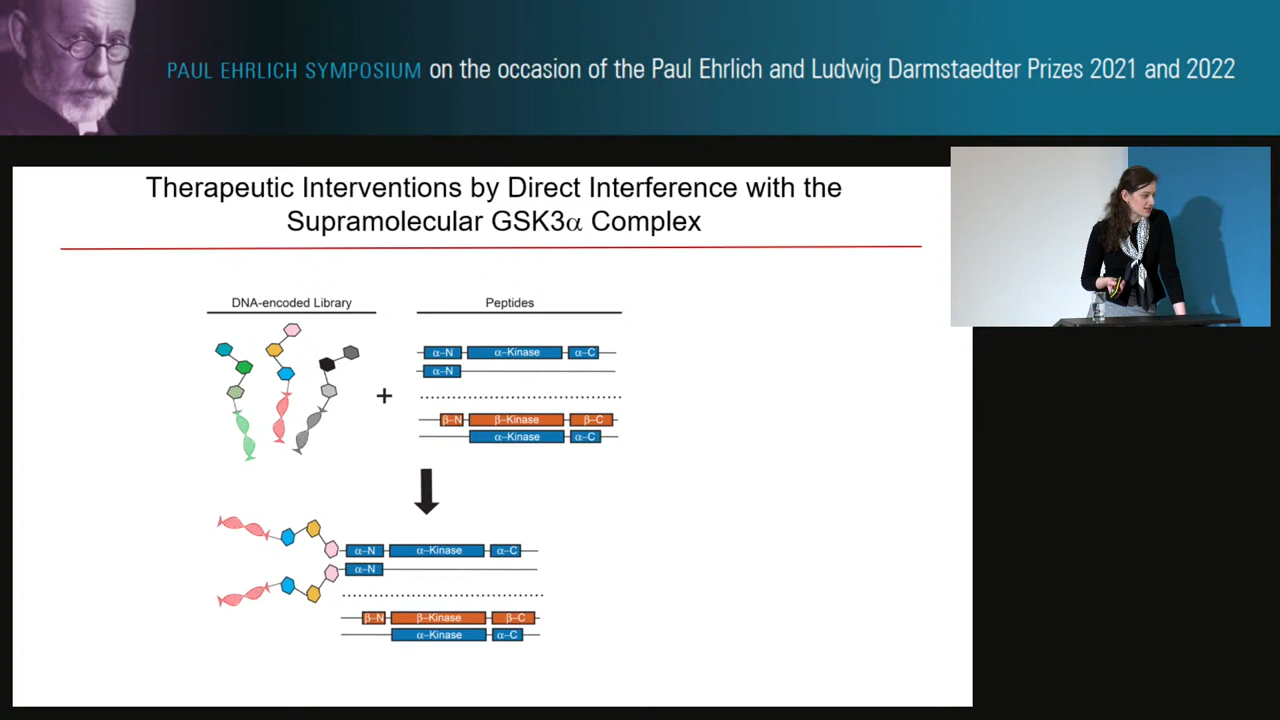 PAUL EHRLICH SYMPOSIUM on the occasion of the Paul Ehrlich and Ludwig Darmstaedter Prizes 2021 and 2022
Therapeutic Interventions by Direct Interference with the
Supramolecular GSK3α Complex
DNA-encoded Library
Peptides
α–N α–Kinase α–C
α–N
+
β–N β–Kinase β–C
α–Kinase α–C
α–N α–Kinase α–C
α–N
β–N β–Kinase β–C
α–Kinase α–C